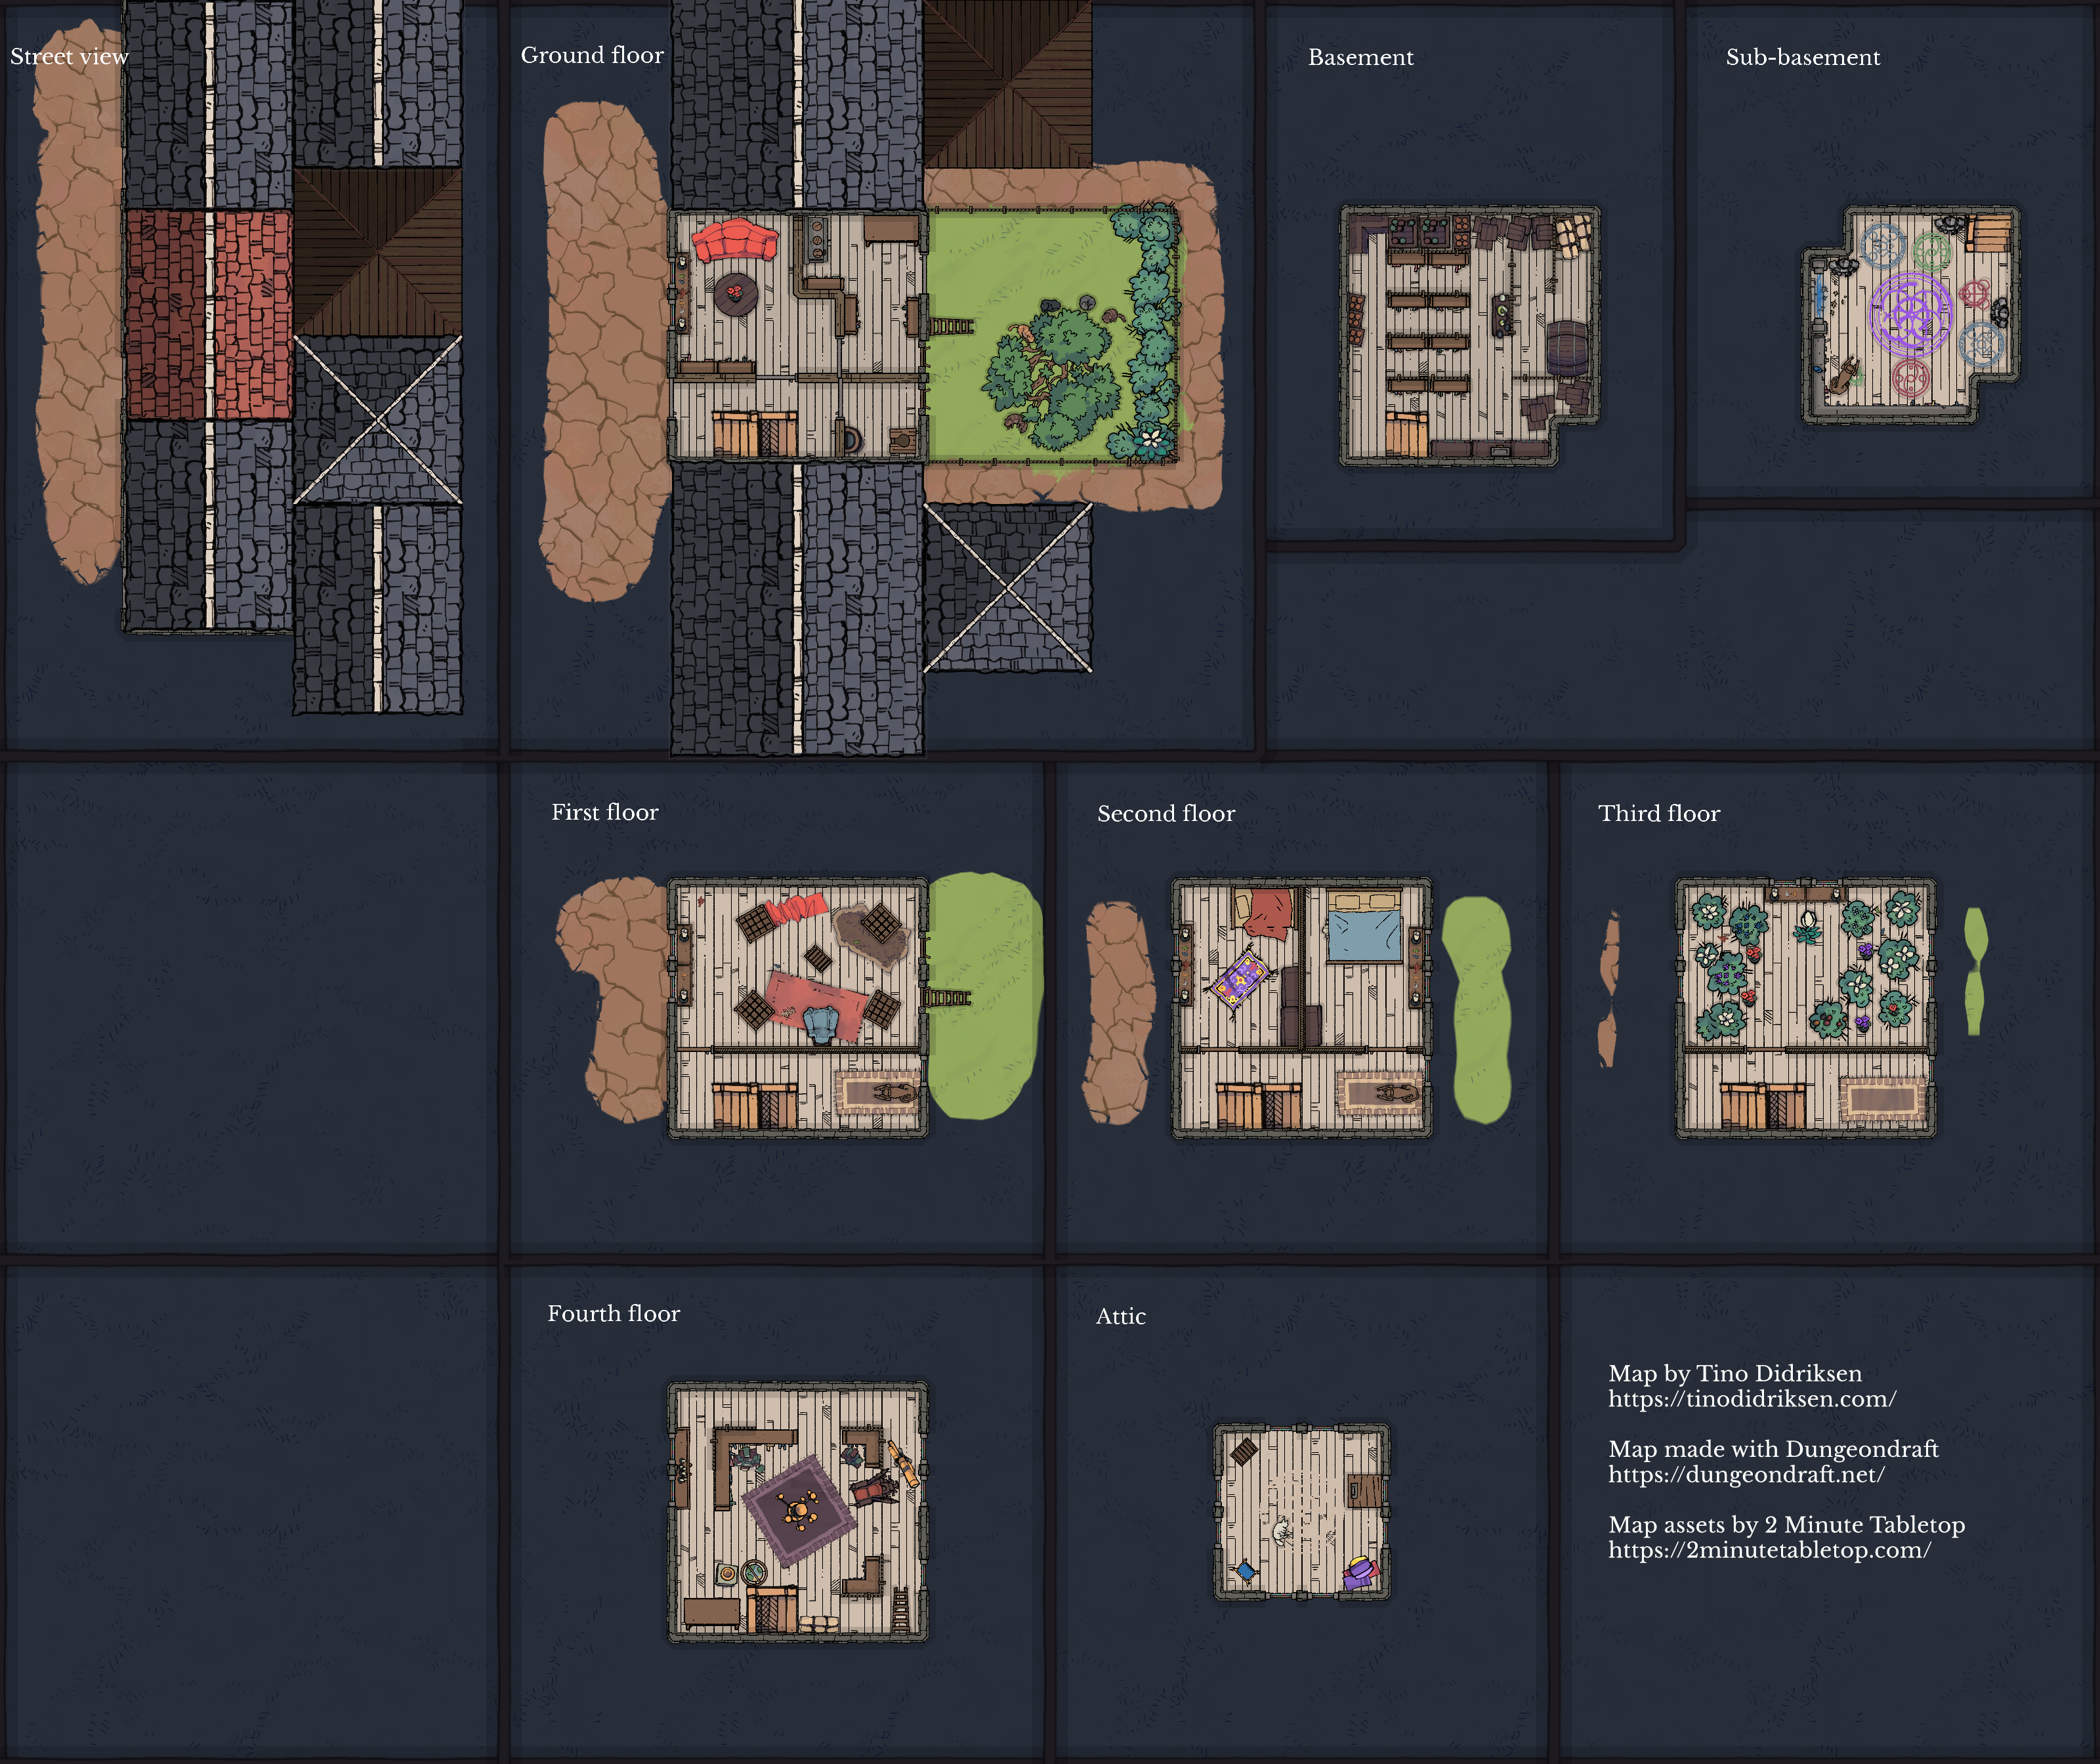 Street view
Ground floor
Basement
Sub-basement
First floor
Second floor
Third floor
Fourth floor
Attic
Map by Tino Didriksen
https://tinodidriksen.com/
Map made with Dungeondraft
https://dungeondraft.net/
Map assets by 2 Minute Tabletop
https://2minutetabletop.com/